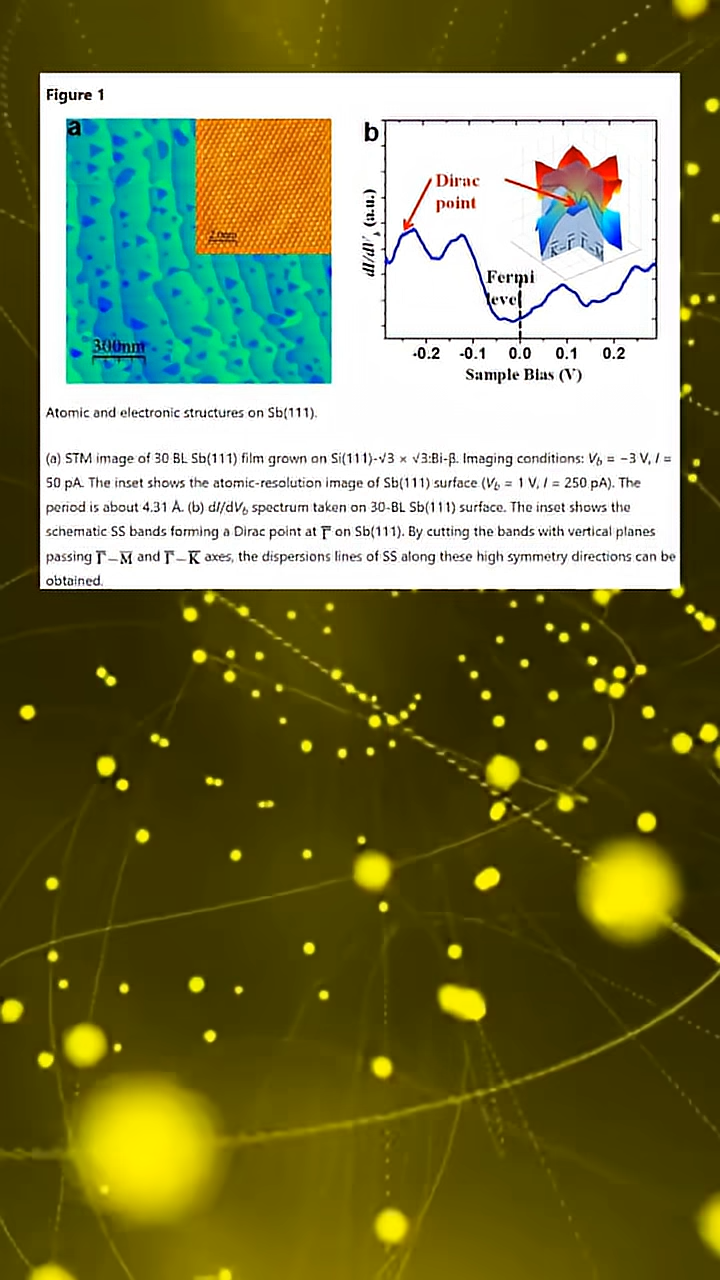 Figure 1
a
2.0nm
300nm
b
dI/dV (a.u.)
Dirac
point
Fermi
level
-0.2 -0.1 0.0 0.1 0.2
Sample Bias (V)
Atomic and electronic structures on Sb(111).
(a) STM image of 30 BL Sb(111) film grown on Si(111)-√3 × √3:Bi-β. Imaging conditions: V_b = −3 V, I =
50 pA. The inset shows the atomic-resolution image of Sb(111) surface (V_b = 1 V, I = 250 pA). The
period is about 4.31 Å. (b) dI/dV_b spectrum taken on 30-BL Sb(111) surface. The inset shows the
schematic SS bands forming a Dirac point at Γ̅ on Sb(111). By cutting the bands with vertical planes
passing Γ̅–M̅ and Γ̅–K̅ axes, the dispersions lines of SS along these high symmetry directions can be
obtained.